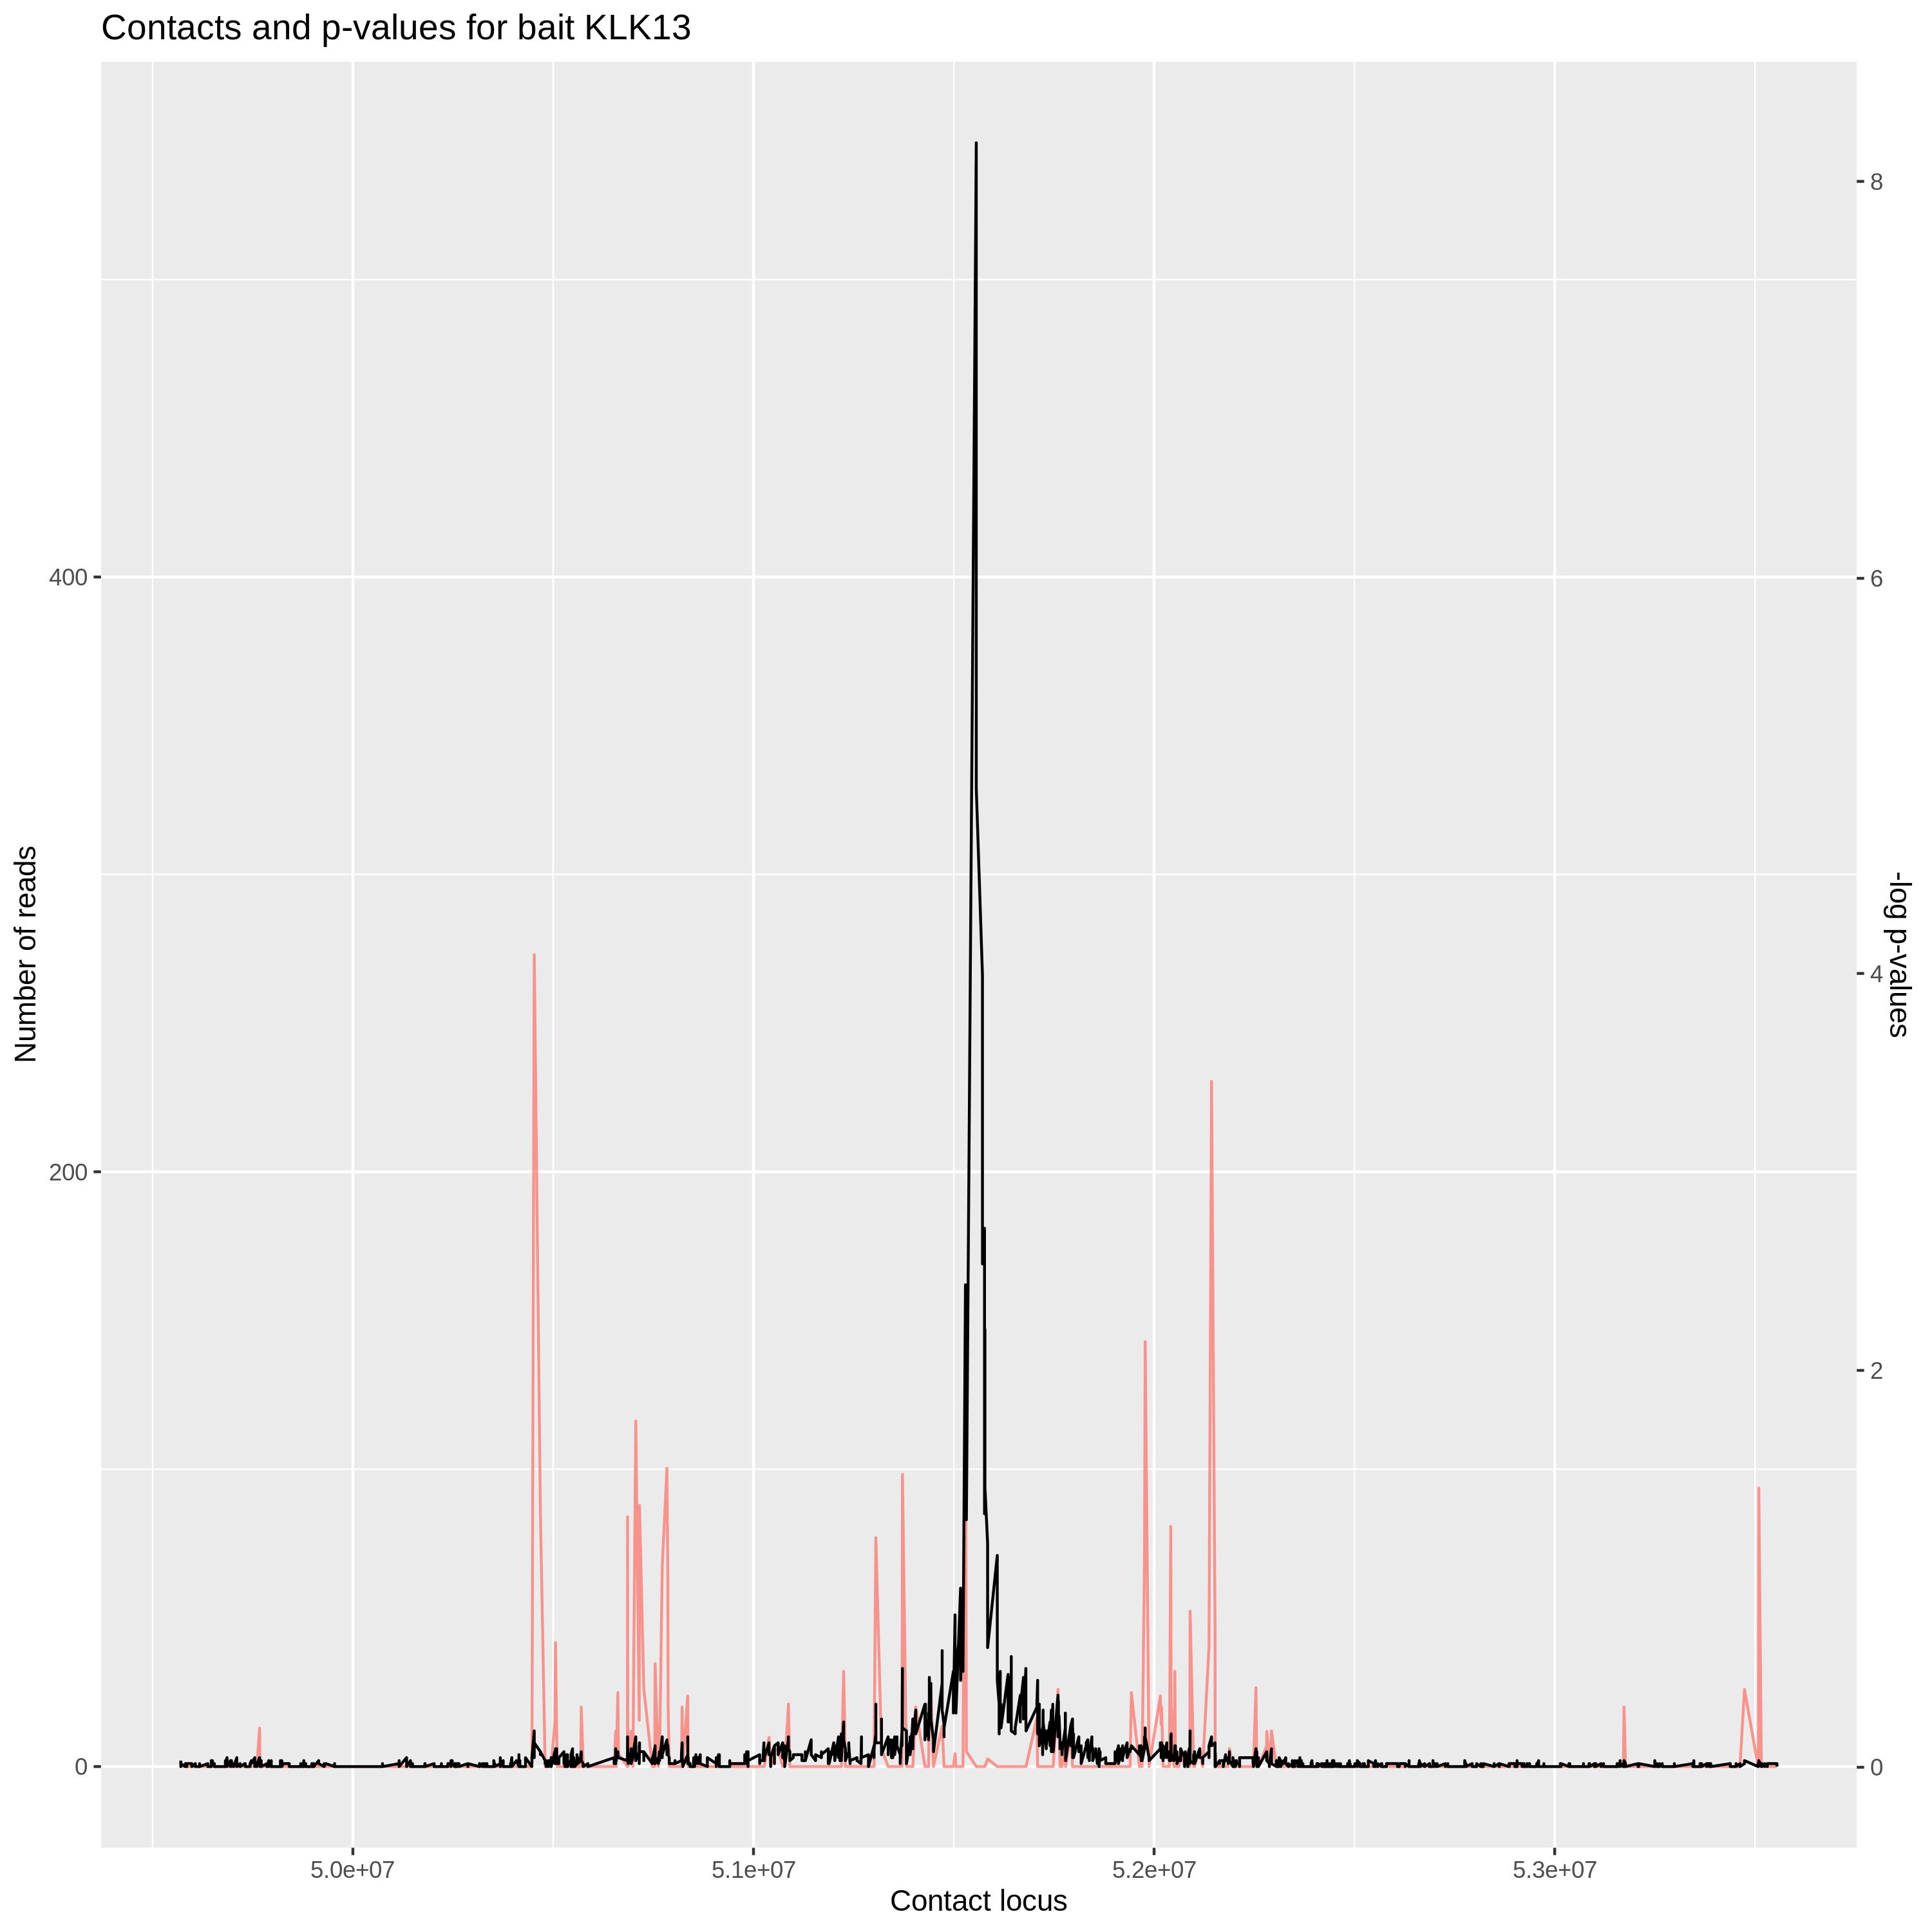 Contacts and p-values for bait KLK13
Number of reads
400
200
0
8
6
4
2
0
-log p-values
5.0e+07 5.1e+07 5.2e+07 5.3e+07
Contact locus